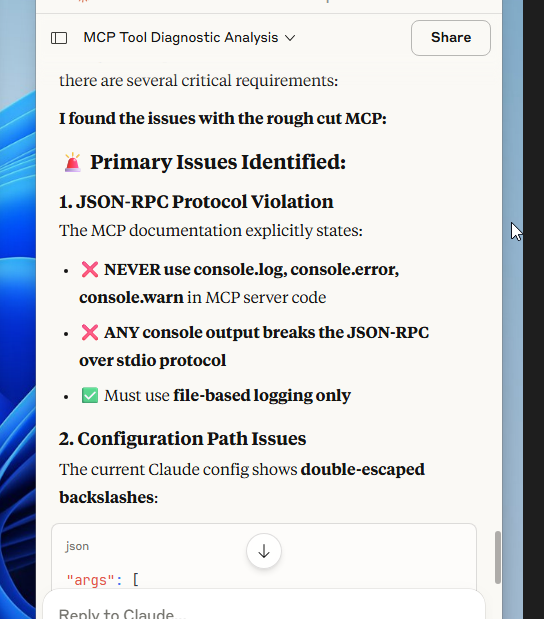 MCP Tool Diagnostic Analysis
Share
there are several critical requirements:
I found the issues with the rough cut MCP:
🚨 Primary Issues Identified:
1. JSON-RPC Protocol Violation
The MCP documentation explicitly states:
• ❌ NEVER use console.log, console.error,
console.warn in MCP server code
• ❌ ANY console output breaks the JSON-RPC
over stdio protocol
• ✅ Must use file-based logging only
2. Configuration Path Issues
The current Claude config shows double-escaped
backslashes:
json
"args": [
Reply to Claude...